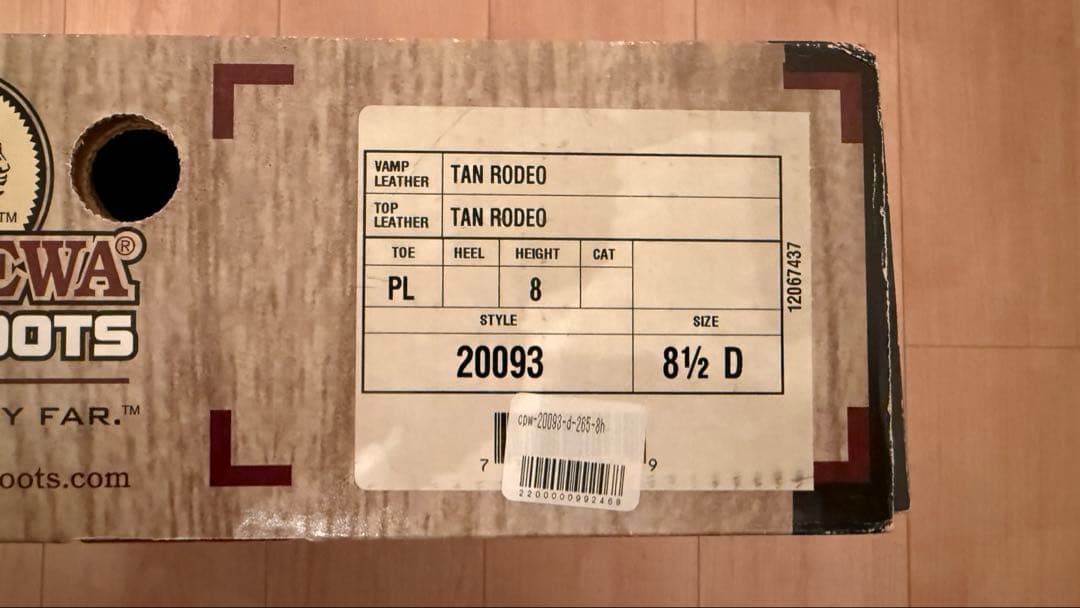 TM
EWA®
OOTS
Y FAR.™
oots.com
VAMP LEATHER TAN RODEO
TOP LEATHER TAN RODEO
TOE HEEL HEIGHT CAT
PL 8
STYLE SIZE
20093 8½ D
12067437
cpw-20093-d-265-8h
2200000992468
7 9